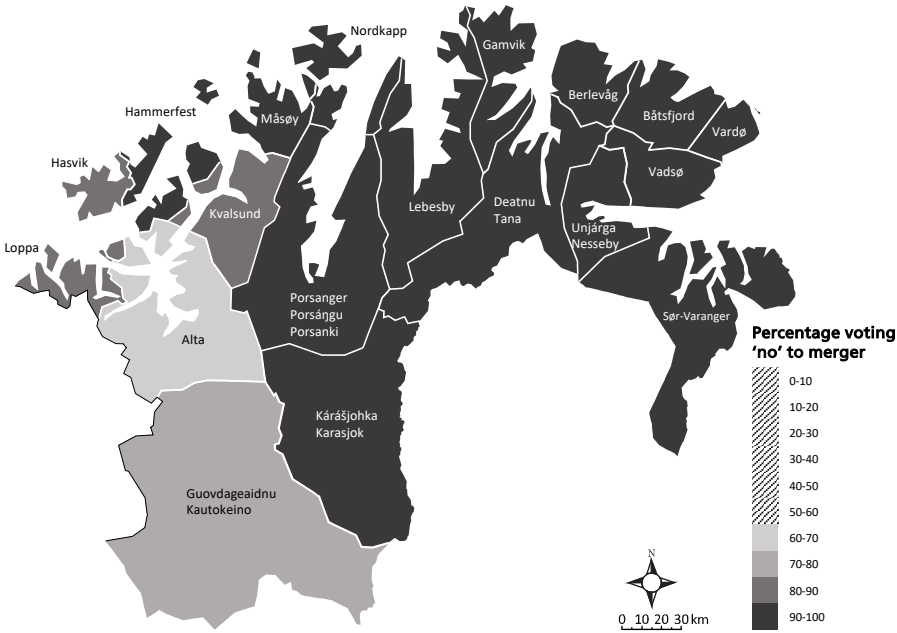 Nordkapp
Gamvik
Berlevåg
Hammerfest
Måsøy
Båtsfjord
Vardø
Hasvik
Vadsø
Kvalsund
Lebesby
Deatnu
Tana
Unjárga
Nesseby
Loppa
Porsanger
Porsáŋgu
Porsanki
Sør-Varanger
Alta
Kárášjohka
Karasjok
Guovdageaidnu
Kautokeino
Percentage voting
‘no’ to merger
0-10
10-20
20-30
30-40
40-50
50-60
60-70
70-80
80-90
90-100
N
0 10 20 30 km